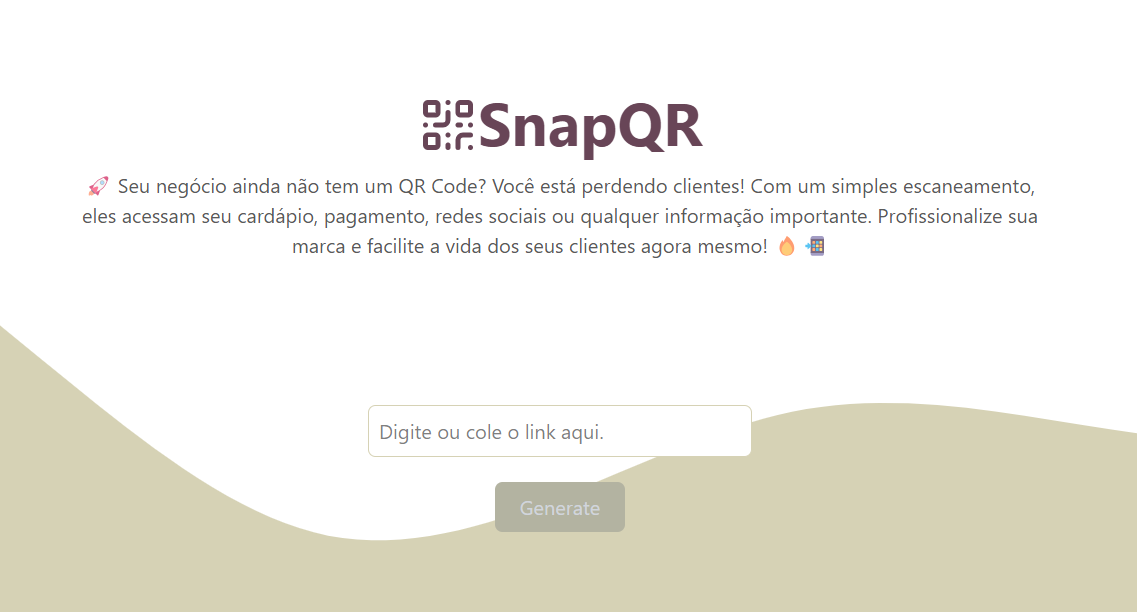 SnapQR
🚀 Seu negócio ainda não tem um QR Code? Você está perdendo clientes! Com um simples escaneamento,
eles acessam seu cardápio, pagamento, redes sociais ou qualquer informação importante. Profissionalize sua
marca e facilite a vida dos seus clientes agora mesmo! 🔥 📲
Digite ou cole o link aqui.
Generate